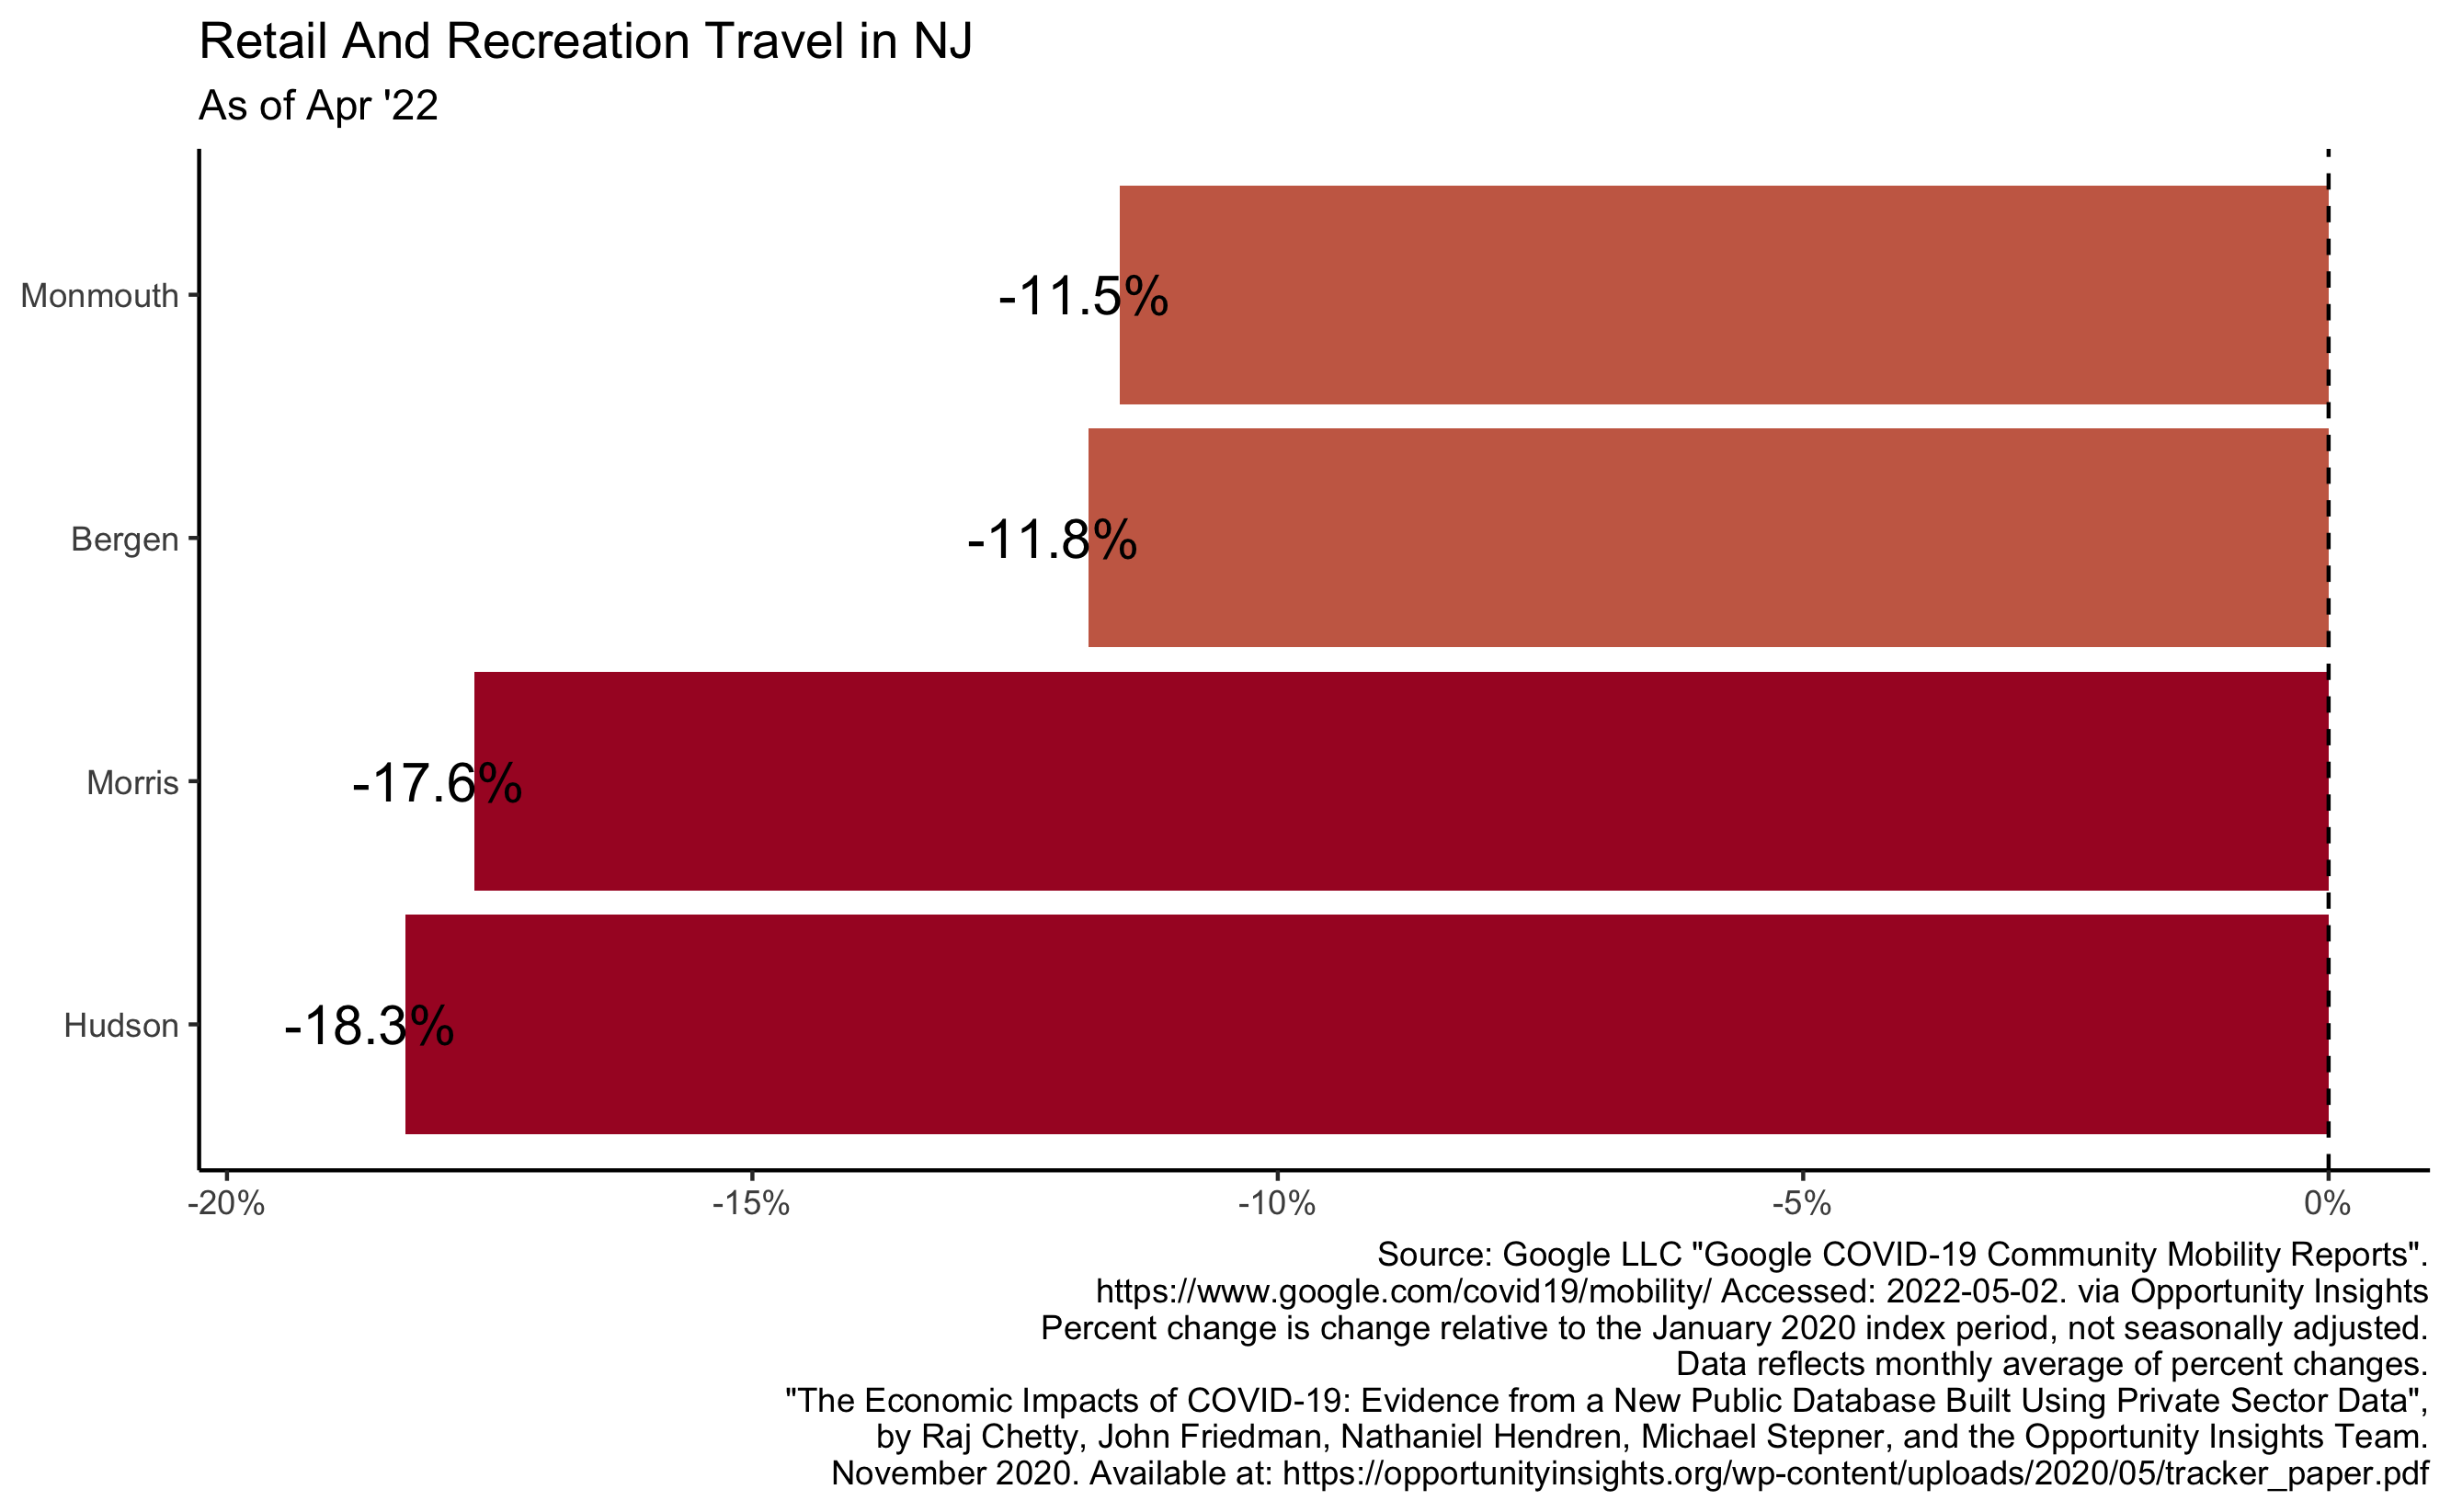 Retail And Recreation Travel in NJ
As of Apr '22
Monmouth
-11.5%
Bergen
-11.8%
Morris
-17.6%
Hudson
-18.3%
-20% -15% -10% -5% 0%
Source: Google LLC "Google COVID-19 Community Mobility Reports".
https://www.google.com/covid19/mobility/ Accessed: 2022-05-02. via Opportunity Insights
Percent change is change relative to the January 2020 index period, not seasonally adjusted.
Data reflects monthly average of percent changes.
"The Economic Impacts of COVID-19: Evidence from a New Public Database Built Using Private Sector Data",
by Raj Chetty, John Friedman, Nathaniel Hendren, Michael Stepner, and the Opportunity Insights Team.
November 2020. Available at: https://opportunityinsights.org/wp-content/uploads/2020/05/tracker_paper.pdf